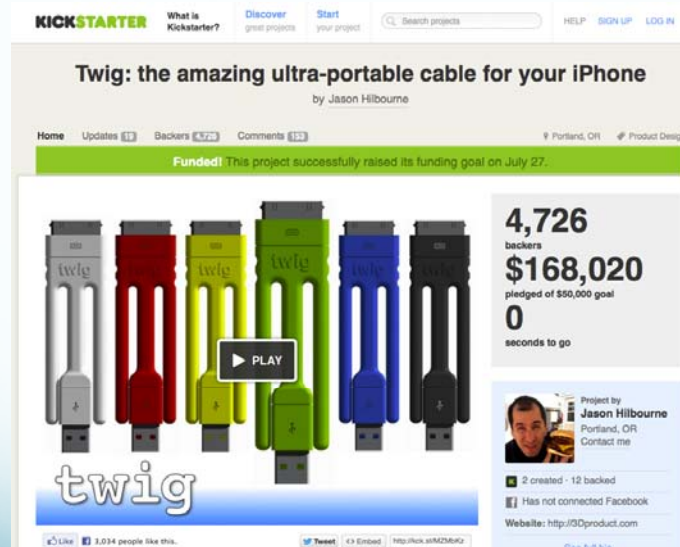 KICKSTARTER
What is
Kickstarter?
Discover
great projects
Start
your project
Search projects
HELP SIGN UP LOG IN
Twig: the amazing ultra-portable cable for your iPhone
by Jason Hilbourne
Home Updates 19 Backers 4,726 Comments 153
Portland, OR Product Desig
Funded! This project successfully raised its funding goal on July 27.
twig twig twig twig twig
PLAY
twig
4,726
backers
$168,020
pledged of $50,000 goal
0
seconds to go
Project by
Jason Hilbourne
Portland, OR
Contact me
2 created · 12 backed
Has not connected Facebook
Website: http://3Dproduct.com
See full bio
Like 3,034 people like this.
Tweet Embed